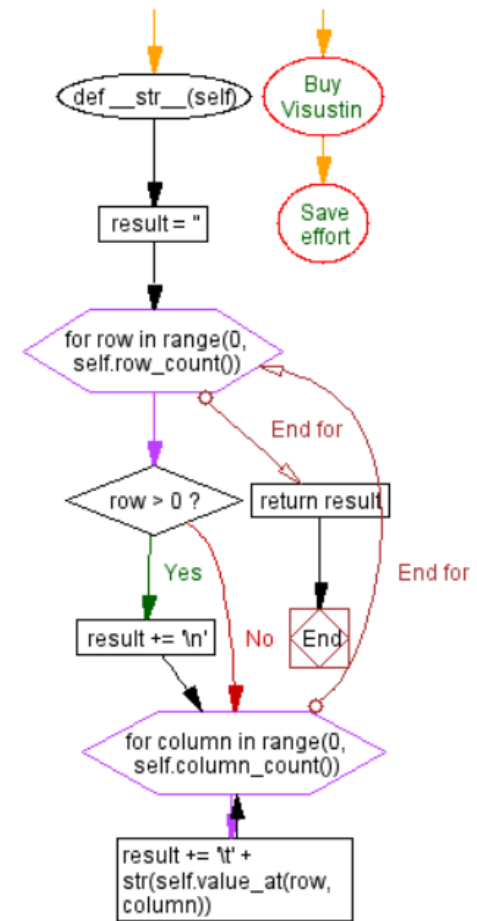 def __str__(self)
Buy
Visustin
result = ''
Save
effort
for row in range(0,
self.row_count())
End for
row > 0 ?
return result
Yes
End for
result += '\n'
No
End
for column in range(0,
self.column_count())
result += '\t' +
str(self.value_at(row,
column))